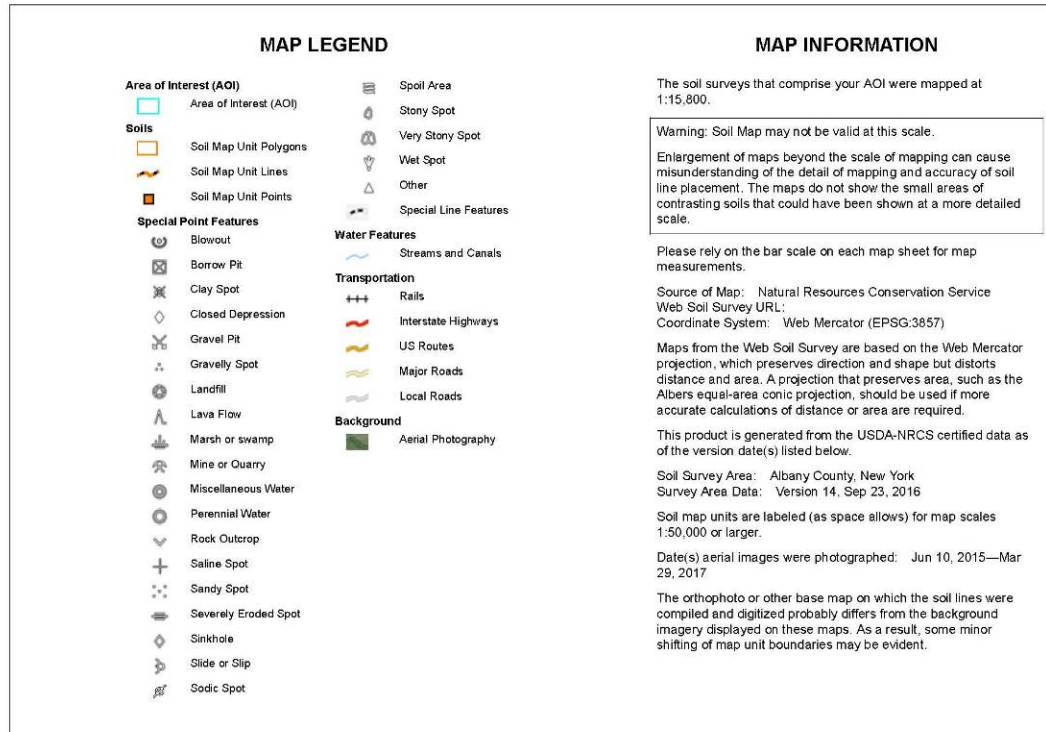 MAP LEGEND
Area of Interest (AOI)
Area of Interest (AOI)
Soils
Soil Map Unit Polygons
Soil Map Unit Lines
Soil Map Unit Points
Special Point Features
Blowout
Borrow Pit
Clay Spot
Closed Depression
Gravel Pit
Gravelly Spot
Landfill
Lava Flow
Marsh or swamp
Mine or Quarry
Miscellaneous Water
Perennial Water
Rock Outcrop
Saline Spot
Sandy Spot
Severely Eroded Spot
Sinkhole
Slide or Slip
Sodic Spot
Spoil Area
Stony Spot
Very Stony Spot
Wet Spot
Other
Special Line Features
Water Features
Streams and Canals
Transportation
Rails
Interstate Highways
US Routes
Major Roads
Local Roads
Background
Aerial Photography
MAP INFORMATION
The soil surveys that comprise your AOI were mapped at
1:15,800.
Warning: Soil Map may not be valid at this scale.
Enlargement of maps beyond the scale of mapping can cause
misunderstanding of the detail of mapping and accuracy of soil
line placement. The maps do not show the small areas of
contrasting soils that could have been shown at a more detailed
scale.
Please rely on the bar scale on each map sheet for map
measurements.
Source of Map: Natural Resources Conservation Service
Web Soil Survey URL:
Coordinate System: Web Mercator (EPSG:3857)
Maps from the Web Soil Survey are based on the Web Mercator
projection, which preserves direction and shape but distorts
distance and area. A projection that preserves area, such as the
Albers equal-area conic projection, should be used if more
accurate calculations of distance or area are required.
This product is generated from the USDA-NRCS certified data as
of the version date(s) listed below.
Soil Survey Area: Albany County, New York
Survey Area Data: Version 14, Sep 23, 2016
Soil map units are labeled (as space allows) for map scales
1:50,000 or larger.
Date(s) aerial images were photographed: Jun 10, 2015—Mar
29, 2017
The orthophoto or other base map on which the soil lines were
compiled and digitized probably differs from the background
imagery displayed on these maps. As a result, some minor
shifting of map unit boundaries may be evident.